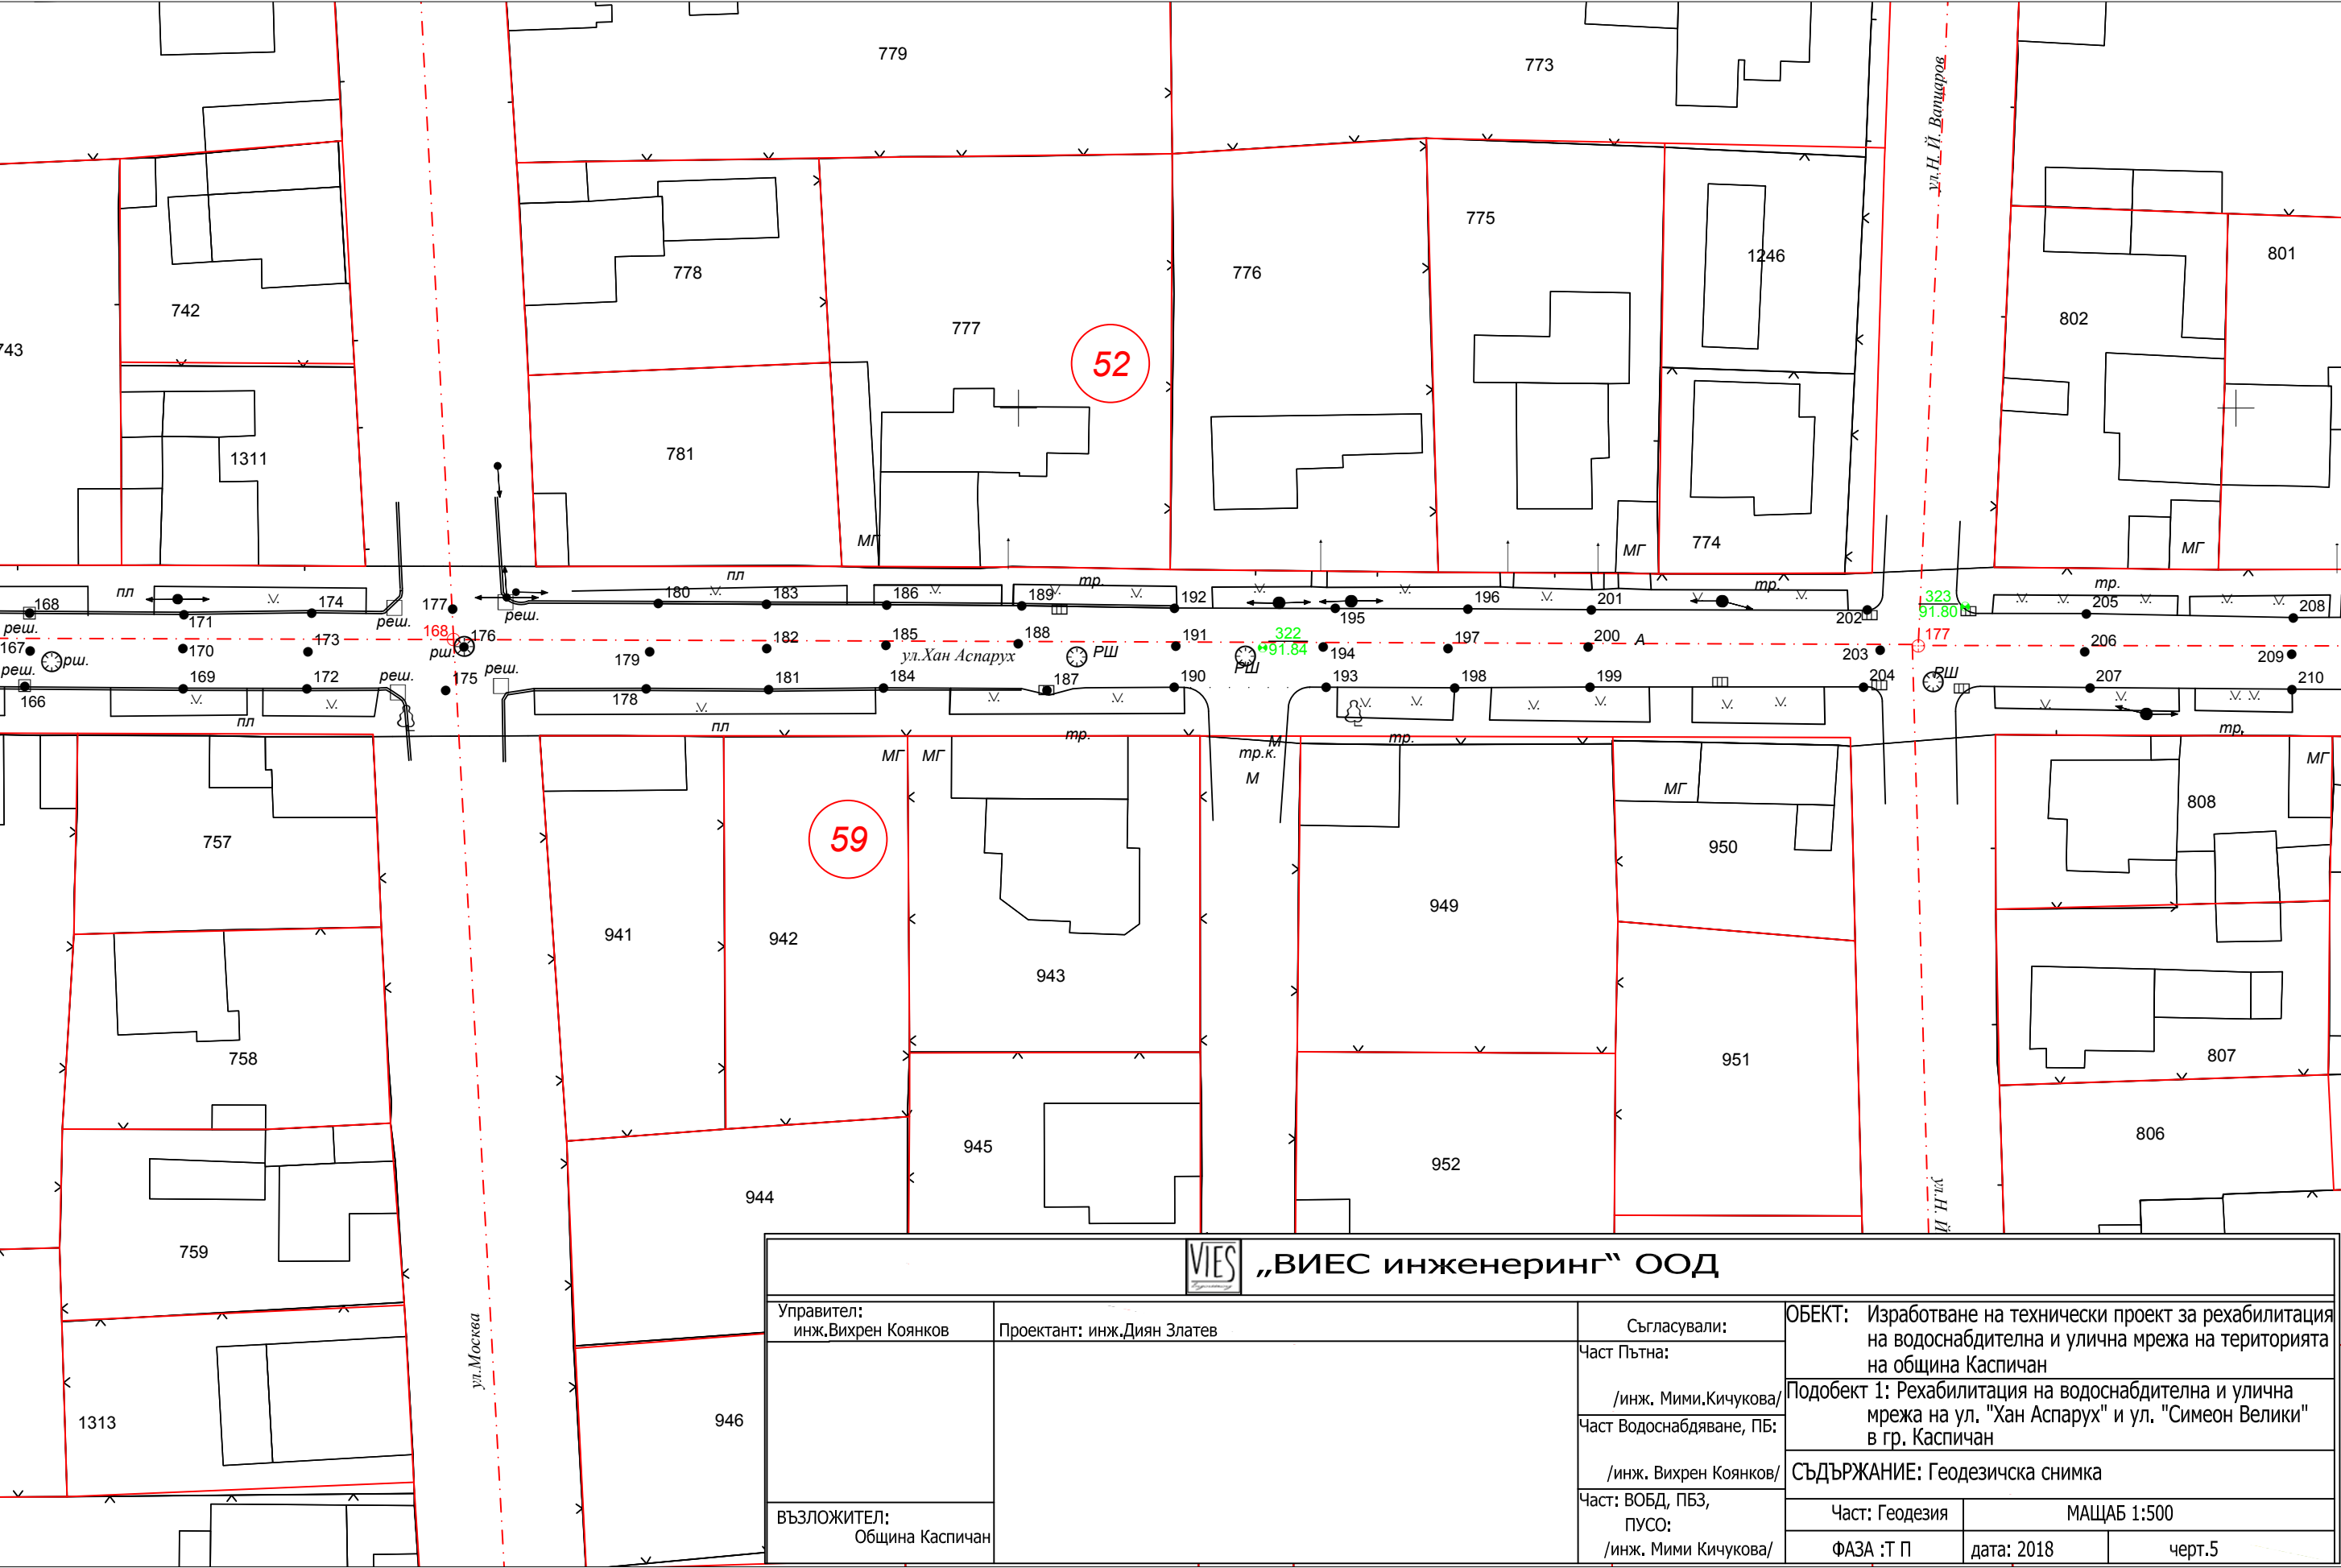 779
773
ул.Н. Й. Вапцаров
775
1246
801
778
776
742
777
802
743
52
781
1311
МГ
МГ
774
МГ
пл
пл
тр.
тр.
тр.
323
91.80
168
171
174
177
180
183
186
189
192
195
196
201
202
205
208
реш.
реш.
реш.
167
рш.
170
173
168
рш.
176
179
182
185
ул.Хан Аспарух
188
РШ
191
322
91.84
РШ
194
197
200
А
203
177
206
209
реш.
166
169
172
реш.
175
реш.
178
181
184
187
190
193
198
199
204
РШ
207
210
пл
пл
тр.
тр.к.
М
М
тр.
тр.
МГ
МГ
МГ
МГ
808
757
59
950
941
942
943
949
758
951
807
945
952
806
944
759
ул.Н. Й
ул.Москва
1313
946
VIES
„ВИЕС инженеринг“ ООД
Управител:
инж.Вихрен Коянков
Проектант: инж.Диян Златев
Съгласували:
Част Пътна:
/инж. Мими.Кичукова/
Част Водоснабдяване, ПБ:
/инж. Вихрен Коянков/
Част: ВОБД, ПБЗ,
ПУСО:
/инж. Мими Кичукова/
ВЪЗЛОЖИТЕЛ:
Община Каспичан
ОБЕКТ: Изработване на технически проект за рехабилитация
на водоснабдителна и улична мрежа на територията
на община Каспичан
Подобект 1: Рехабилитация на водоснабдителна и улична
мрежа на ул. "Хан Аспарух" и ул. "Симеон Велики"
в гр. Каспичан
СЪДЪРЖАНИЕ: Геодезичска снимка
Част: Геодезия
МАЩАБ 1:500
ФАЗА :Т П
дата: 2018
черт.5